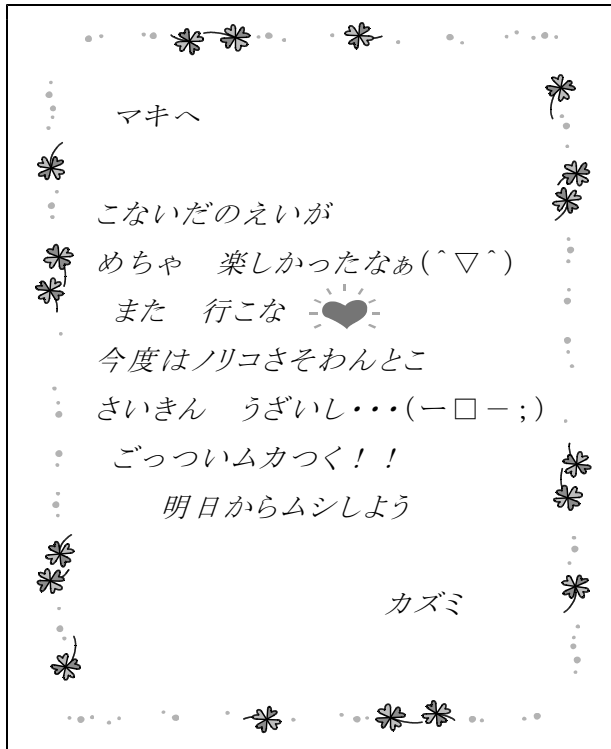 マキへ
こないだのえいが
めちゃ　楽しかったなぁ(＾▽＾)
また　行こな
今度はノリコさそわんとこ
さいきん　うざいし・・・(ー□－;)
ごっついムカつく！！
明日からムシしよう
カズミ